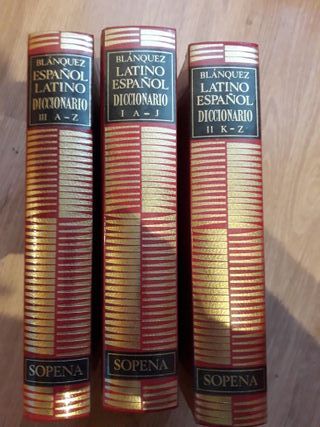 BLÁNQUEZ
ESPAÑOL
LATINO
DICCIONARIO
III A-Z
SOPENA
BLÁNQUEZ
LATINO
ESPAÑOL
DICCIONARIO
I A-J
SOPENA
BLÁNQUEZ
LATINO
ESPAÑOL
DICCIONARIO
II K-Z
SOPENA